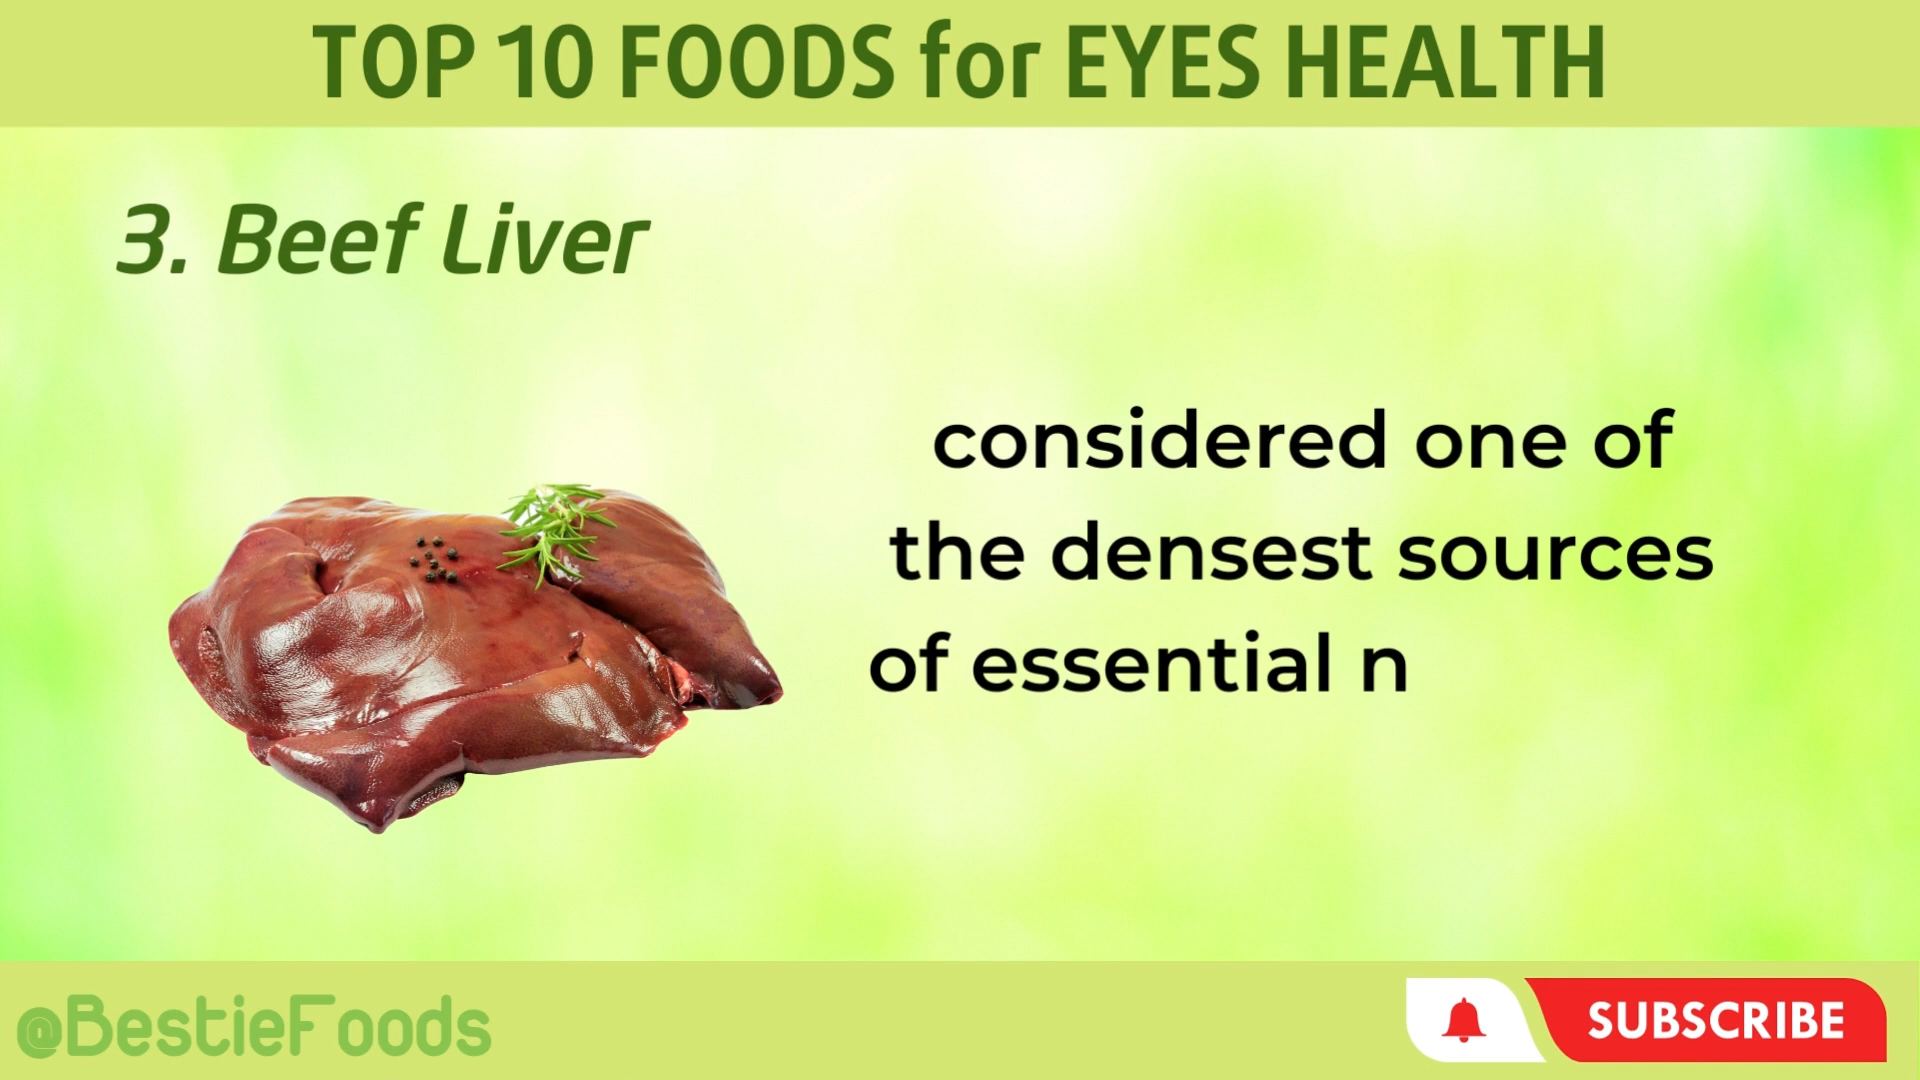 TOP 10 FOODS for EYES HEALTH
3. Beef Liver
considered one of
the densest sources
of essential n
@BestieFoods
SUBSCRIBE